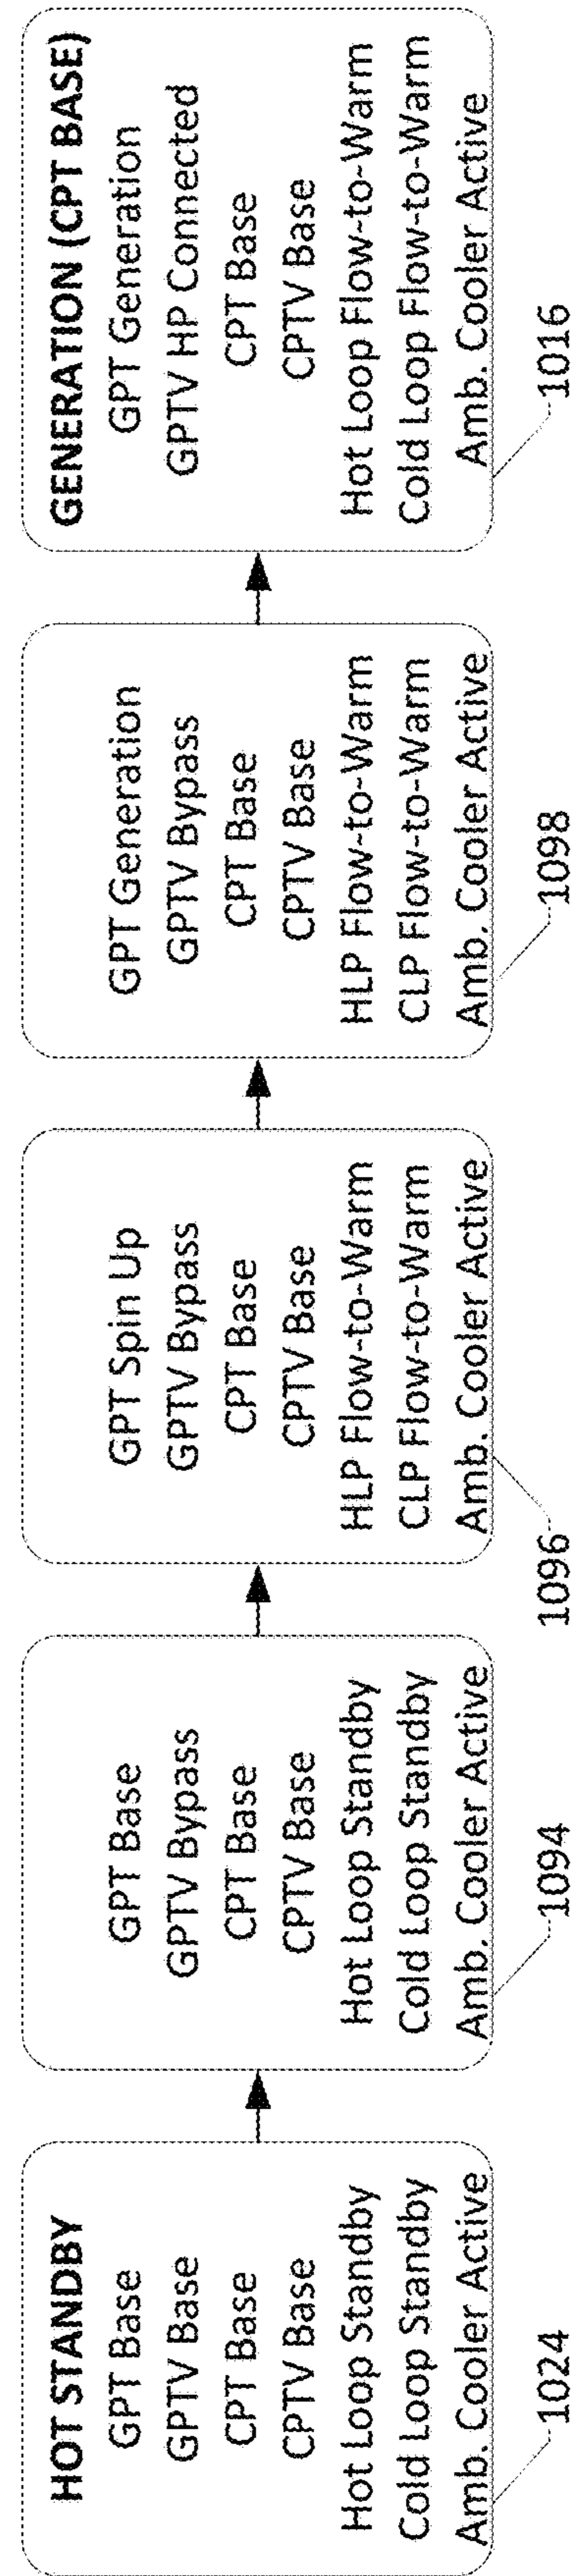 HOT STANDBY
GPT Base
GPTV Base
CPT Base
CPTV Base
Hot Loop Standby
Cold Loop Standby
Amb. Cooler Active
1024
GPT Base
GPTV Bypass
CPT Base
CPTV Base
Hot Loop Standby
Cold Loop Standby
Amb. Cooler Active
1094
GPT Spin Up
GPTV Bypass
CPT Base
CPTV Base
HLP Flow-to-Warm
CLP Flow-to-Warm
Amb. Cooler Active
1096
GPT Generation
GPTV Bypass
CPT Base
CPTV Base
HLP Flow-to-Warm
CLP Flow-to-Warm
Amb. Cooler Active
1098
GENERATION (CPT BASE)
GPT Generation
GPTV HP Connected
CPT Base
CPTV Base
Hot Loop Flow-to-Warm
Cold Loop Flow-to-Warm
Amb. Cooler Active
1016